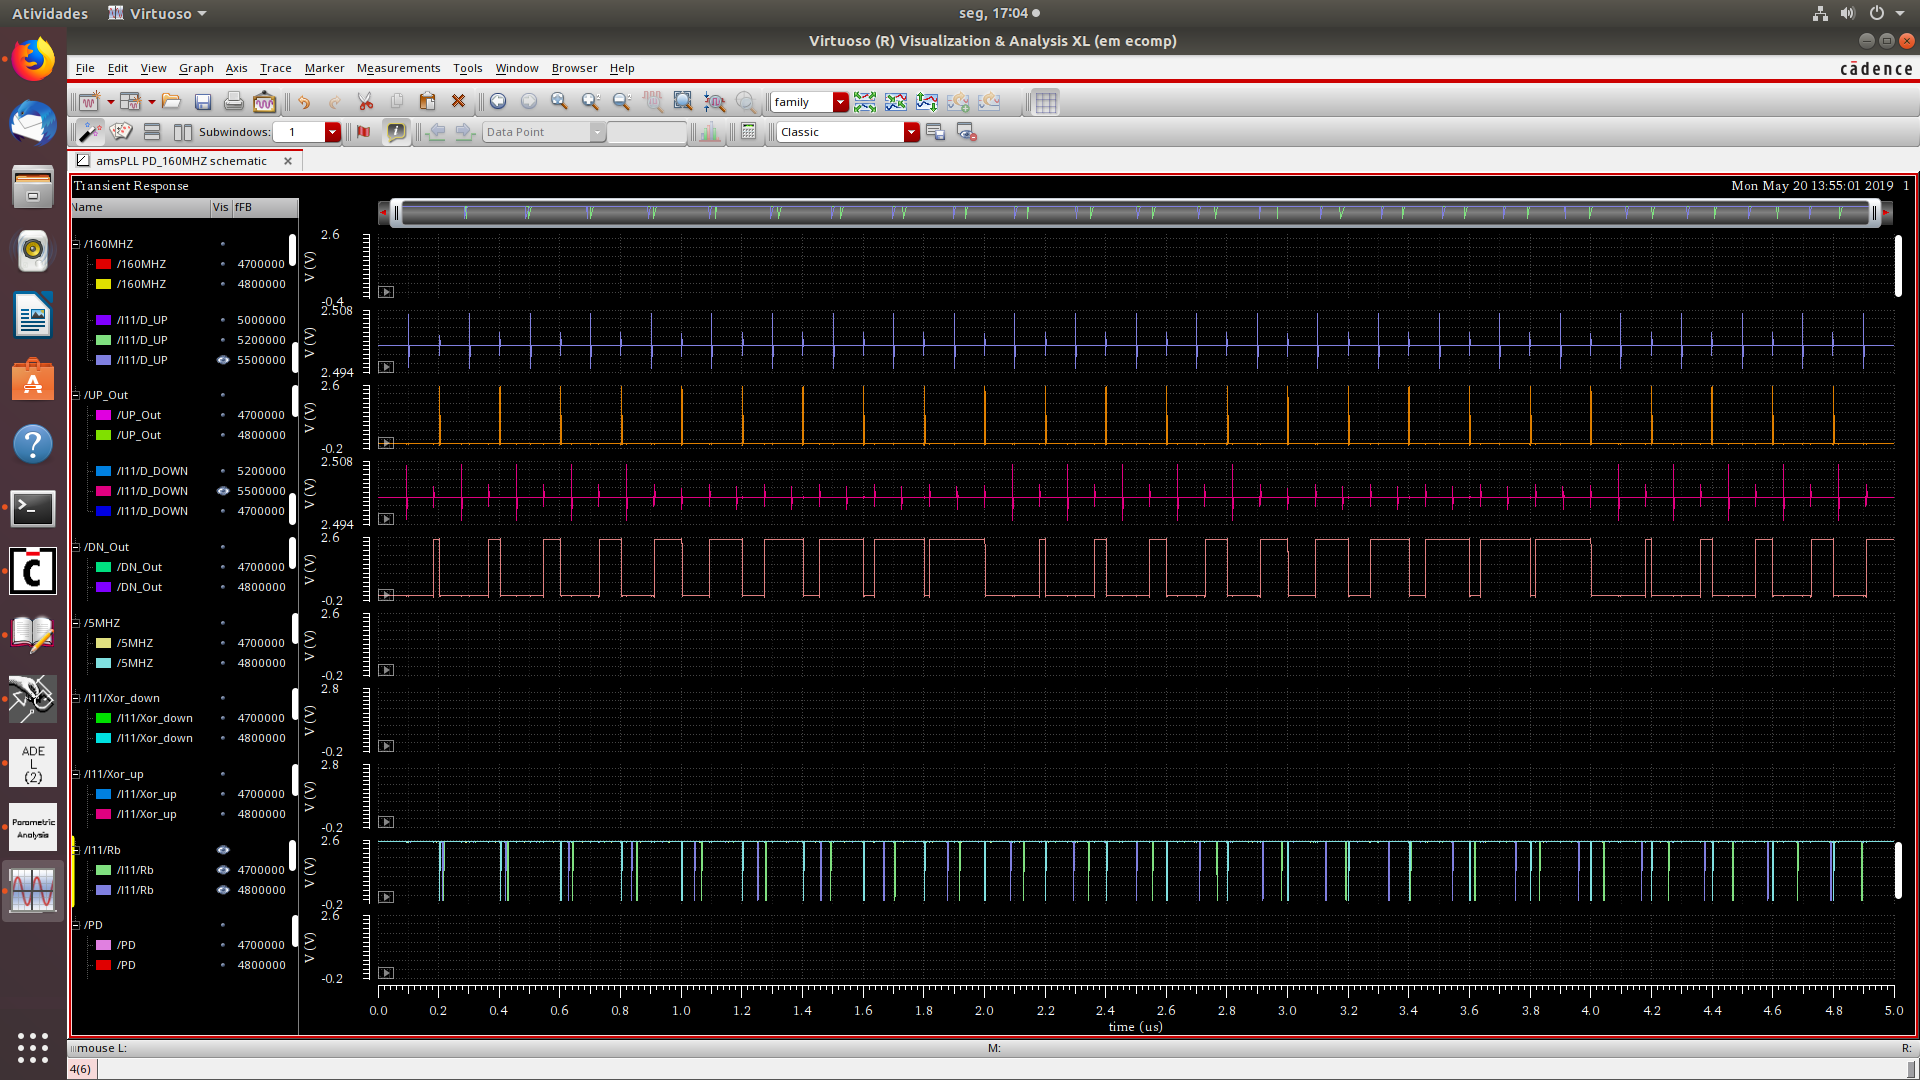 Atividades Virtuoso seg, 17:04
Virtuoso (R) Visualization & Analysis XL (em ecomp)
File Edit View Graph Axis Trace Marker Measurements Tools Window Browser Help cādence
family
Subwindows: 1 Data Point Classic
amsPLL PD_160MHZ schematic
Transient Response Mon May 20 13:55:01 2019 1
Name Vis fFB
/160MHZ
/160MHZ 4700000
/160MHZ 4800000
/I11/D_UP 5000000
/I11/D_UP 5200000
/I11/D_UP 5500000
/UP_Out
/UP_Out 4700000
/UP_Out 4800000
/I11/D_DOWN 5200000
/I11/D_DOWN 5500000
/I11/D_DOWN 4700000
/DN_Out
/DN_Out 4700000
/DN_Out 4800000
/5MHZ
/5MHZ 4700000
/5MHZ 4800000
/I11/Xor_down
/I11/Xor_down 4700000
/I11/Xor_down 4800000
/I11/Xor_up
/I11/Xor_up 4700000
/I11/Xor_up 4800000
/I11/Rb
/I11/Rb 4700000
/I11/Rb 4800000
/PD
/PD 4700000
/PD 4800000
2.6
V (V)
-0.4
2.508
V (V)
2.494
2.6
V (V)
-0.2
2.508
V (V)
2.494
2.6
V (V)
-0.2
2.6
V (V)
-0.2
2.8
V (V)
-0.2
2.8
V (V)
-0.2
2.6
V (V)
-0.2
2.6
V (V)
-0.2
0.0 0.2 0.4 0.6 0.8 1.0 1.2 1.4 1.6 1.8 2.0 2.2 2.4 2.6 2.8 3.0 3.2 3.4 3.6 3.8 4.0 4.2 4.4 4.6 4.8 5.0
time (us)
ADE
L
(2)
Parametric
Analysis
mouse L: M: R:
4(6)